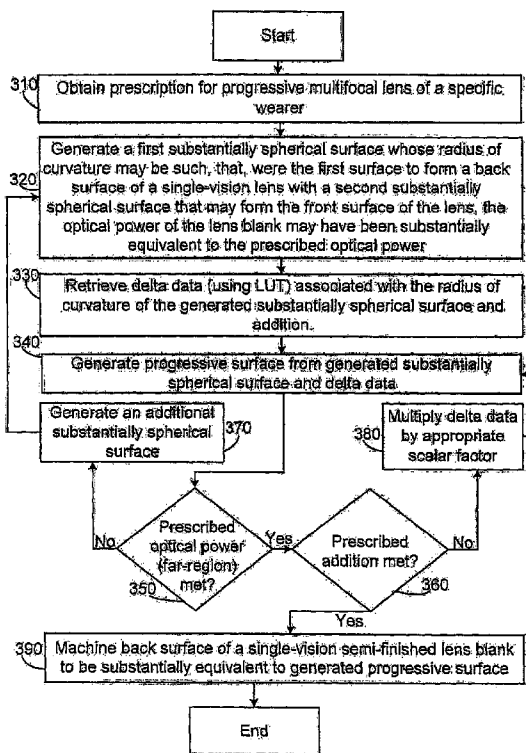 Start
310
Obtain prescription for progressive multifocal lens of a specific
wearer
320
Generate a first substantially spherical surface whose radius of
curvature may be such, that, were the first surface to form a back
surface of a single-vision lens with a second substantially
spherical surface that may form the front surface of the lens, the
optical power of the lens blank may have been substantially
equivalent to the prescribed optical power
330
Retrieve delta data (using LUT) associated with the radius of
curvature of the generated substantially spherical surface and
addition.
340
Generate progressive surface from generated substantially
spherical surface and delta data
Generate an additional
substantially spherical
surface
370
380
Multiply delta data
by appropriate
scalar factor
No
Prescribed
optical power
(far-region)
met?
350
Yes
Prescribed
addition met?
360
No
Yes.
390
Machine back surface of a single-vision semi-finished lens blank
to be substantially equivalent to generated progressive surface
End